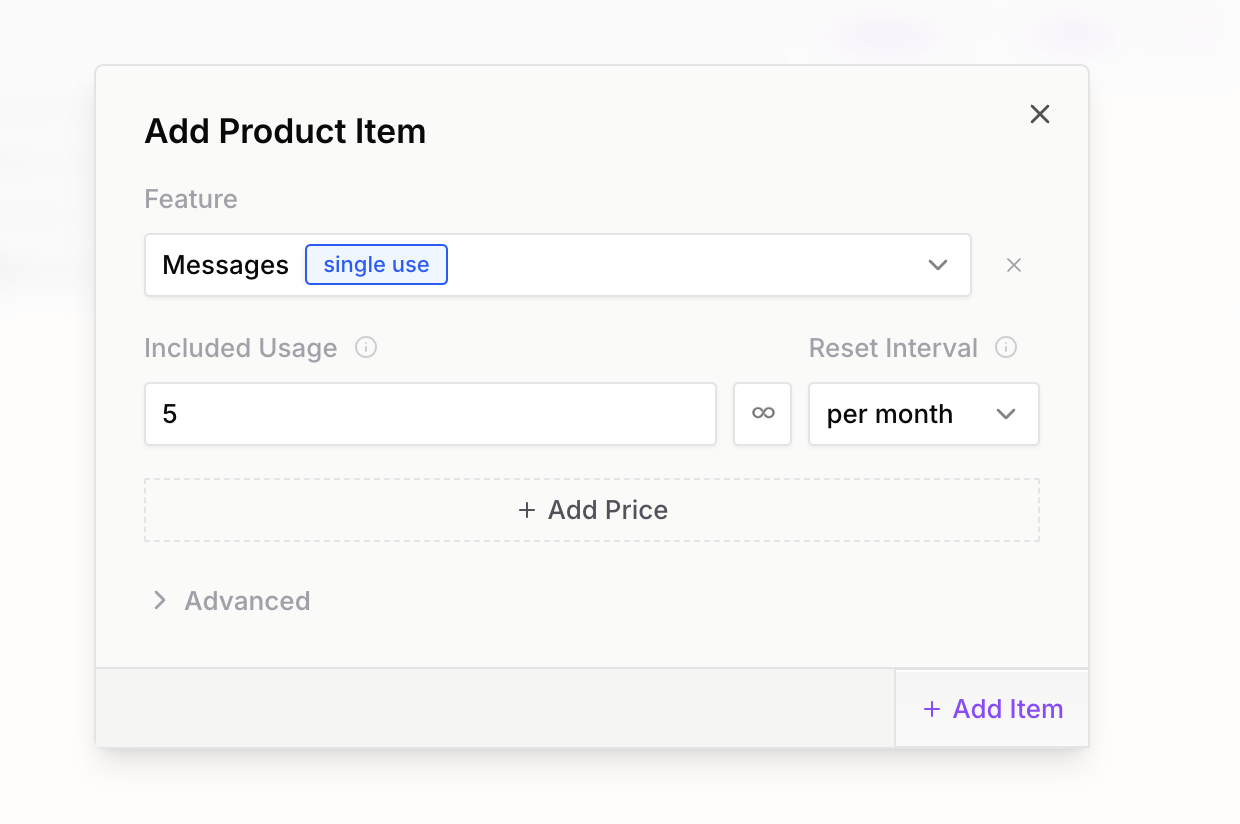 Add Product Item
Feature
Messages single use
Included Usage Reset Interval
5 ∞ per month
+ Add Price
Advanced
+ Add Item